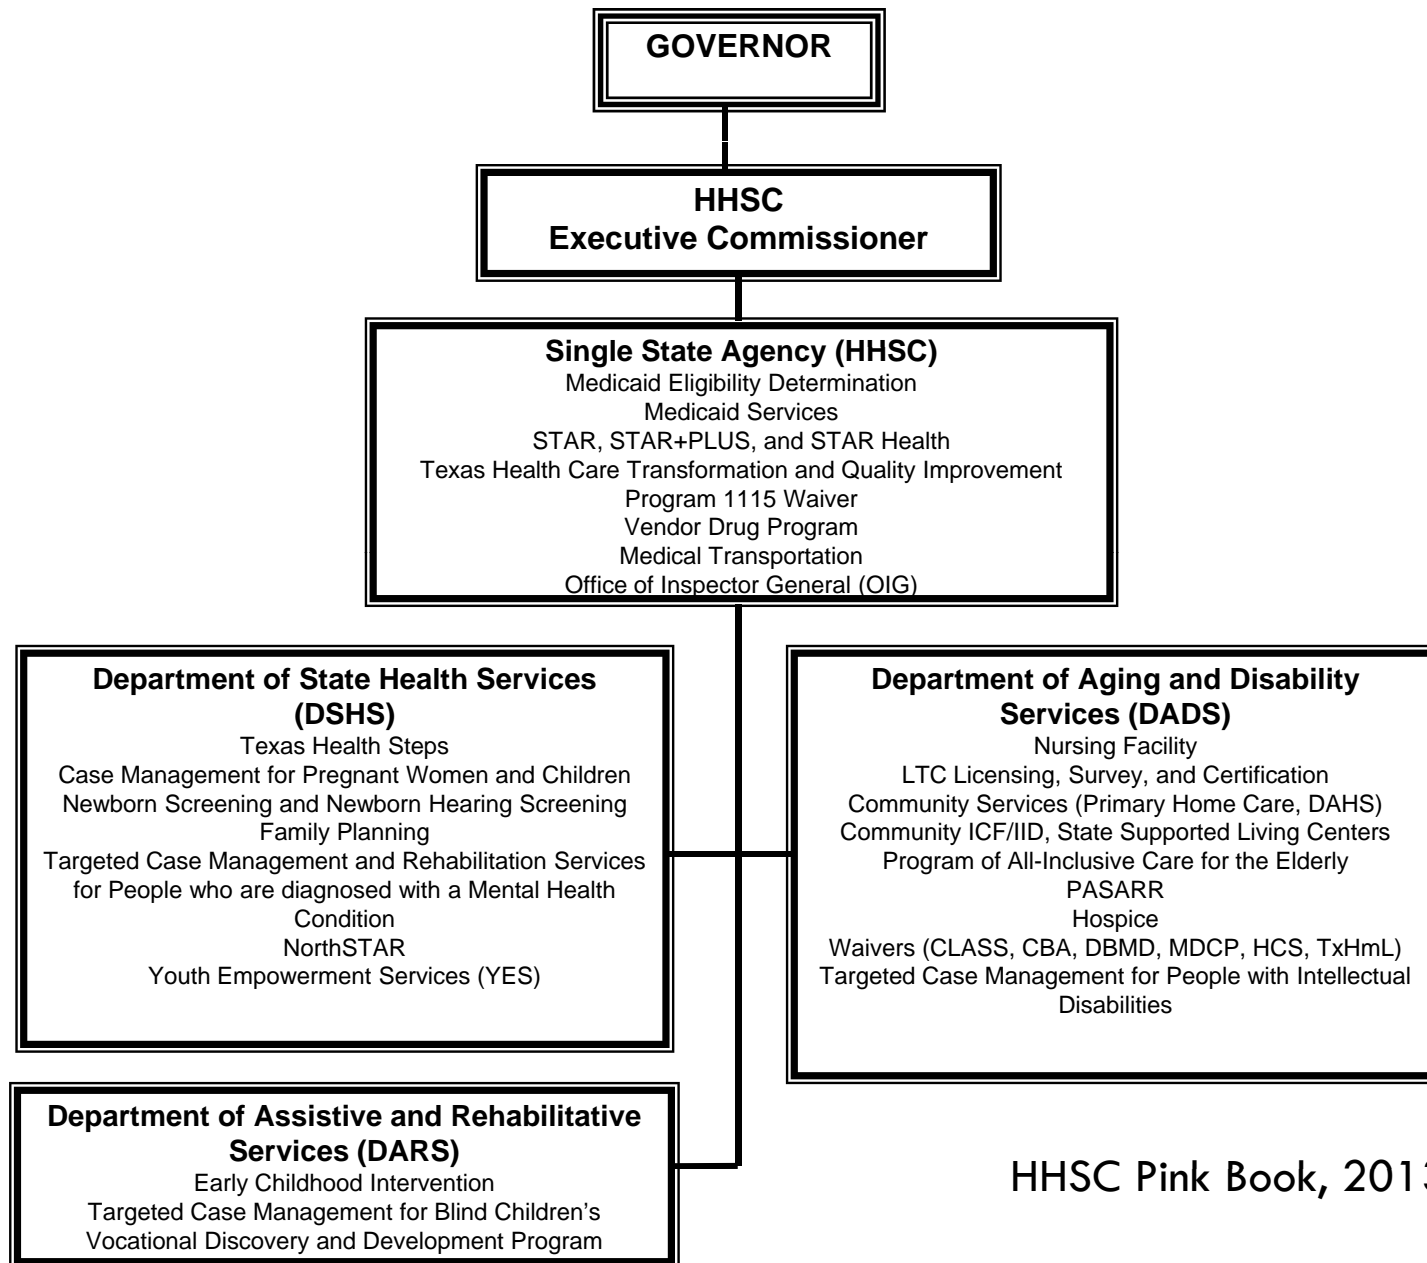 GOVERNOR
HHSC
Executive Commissioner
Single State Agency (HHSC)
Medicaid Eligibility Determination
Medicaid Services
STAR, STAR+PLUS, and STAR Health
Texas Health Care Transformation and Quality Improvement
Program 1115 Waiver
Vendor Drug Program
Medical Transportation
Office of Inspector General (OIG)
Department of State Health Services
(DSHS)
Texas Health Steps
Case Management for Pregnant Women and Children
Newborn Screening and Newborn Hearing Screening
Family Planning
Targeted Case Management and Rehabilitation Services
for People who are diagnosed with a Mental Health
Condition
NorthSTAR
Youth Empowerment Services (YES)
Department of Aging and Disability
Services (DADS)
Nursing Facility
LTC Licensing, Survey, and Certification
Community Services (Primary Home Care, DAHS)
Community ICF/IID, State Supported Living Centers
Program of All-Inclusive Care for the Elderly
PASARR
Hospice
Waivers (CLASS, CBA, DBMD, MDCP, HCS, TxHmL)
Targeted Case Management for People with Intellectual
Disabilities
Department of Assistive and Rehabilitative
Services (DARS)
Early Childhood Intervention
Targeted Case Management for Blind Children's
Vocational Discovery and Development Program
HHSC Pink Book, 2013